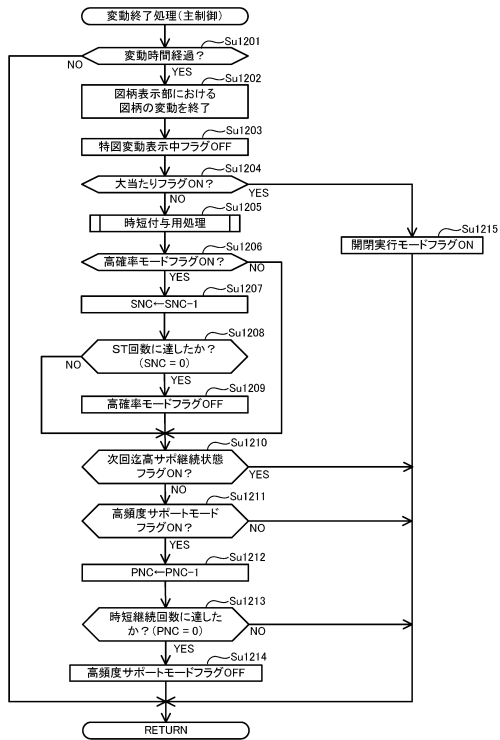 変動終了処理(主制御)
Su1201
変動時間経過？
NO
YES
Su1202
図柄表示部における
図柄の変動を終了
Su1203
特図変動表示中フラグOFF
Su1204
大当たりフラグON？
YES
NO
Su1205
時短付与用処理
Su1215
開閉実行モードフラグON
Su1206
高確率モードフラグON？
NO
YES
Su1207
SNC←SNC-1
Su1208
ST回数に達したか？
(SNC = 0)
NO
YES
Su1209
高確率モードフラグOFF
Su1210
次回迄高サポ継続状態
フラグON？
YES
NO
Su1211
高頻度サポートモード
フラグON？
NO
YES
Su1212
PNC←PNC-1
Su1213
時短継続回数に達した
か？(PNC = 0)
NO
YES
Su1214
高頻度サポートモードフラグOFF
RETURN